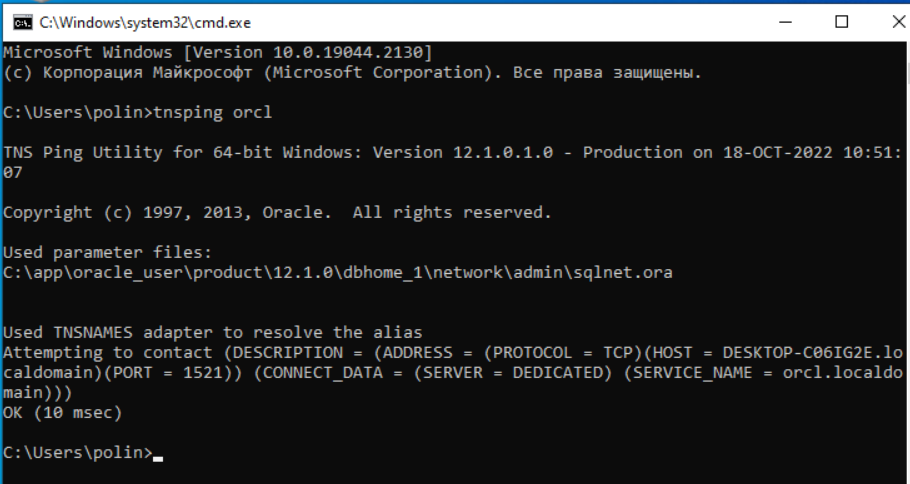 C:\Windows\system32\cmd.exe
Microsoft Windows [Version 10.0.19044.2130]
(c) Корпорация Майкрософт (Microsoft Corporation). Все права защищены.
C:\Users\polin>tnsping orcl
TNS Ping Utility for 64-bit Windows: Version 12.1.0.1.0 - Production on 18-OCT-2022 10:51:
07
Copyright (c) 1997, 2013, Oracle.  All rights reserved.
Used parameter files:
C:\app\oracle_user\product\12.1.0\dbhome_1\network\admin\sqlnet.ora
Used TNSNAMES adapter to resolve the alias
Attempting to contact (DESCRIPTION = (ADDRESS = (PROTOCOL = TCP)(HOST = DESKTOP-C06IG2E.lo
caldomain)(PORT = 1521)) (CONNECT_DATA = (SERVER = DEDICATED) (SERVICE_NAME = orcl.localdo
main)))
OK (10 msec)
C:\Users\polin>